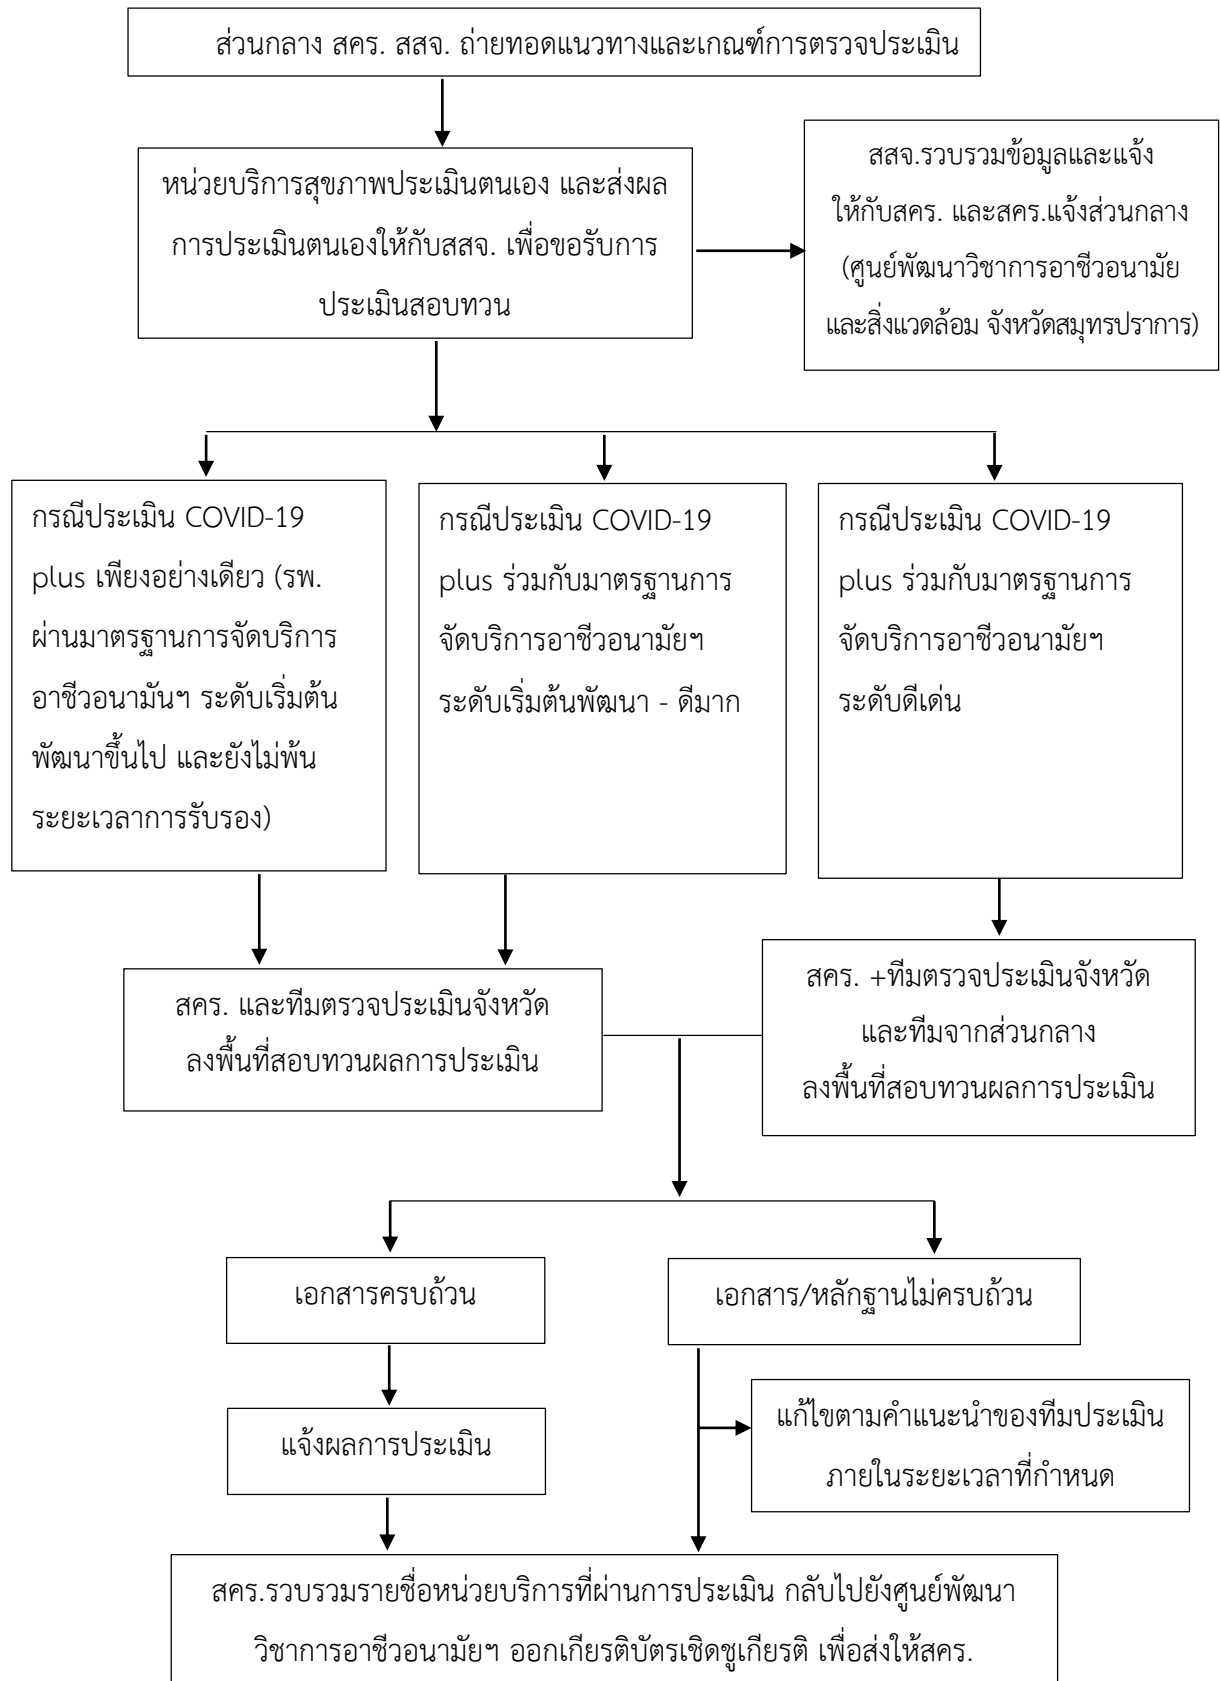 ส่วนกลาง สคร. สสจ. ถ่ายทอดแนวทางและเกณฑ์การตรวจประเมิน
หน่วยบริการสุขภาพประเมินตนเอง และส่งผล
การประเมินตนเองให้กับสสจ. เพื่อขอรับการ
ประเมินสอบทวน
สสจ.รวบรวมข้อมูลและแจ้ง
ให้กับสคร. และสคร.แจ้งส่วนกลาง
(ศูนย์พัฒนาวิชาการอาชีวอนามัย
และสิ่งแวดล้อม จังหวัดสมุทรปราการ)
กรณีประเมิน COVID-19
plus เพียงอย่างเดียว (รพ.
ผ่านมาตรฐานการจัดบริการ
อาชีวอนามันฯ ระดับเริ่มต้น
พัฒนาขึ้นไป และยังไม่พ้น
ระยะเวลาการรับรอง)
กรณีประเมิน COVID-19
plus ร่วมกับมาตรฐานการ
จัดบริการอาชีวอนามัยฯ
ระดับเริ่มต้นพัฒนา - ดีมาก
กรณีประเมิน COVID-19
plus ร่วมกับมาตรฐานการ
จัดบริการอาชีวอนามัยฯ
ระดับดีเด่น
สคร. และทีมตรวจประเมินจังหวัด
ลงพื้นที่สอบทวนผลการประเมิน
สคร. +ทีมตรวจประเมินจังหวัด
และทีมจากส่วนกลาง
ลงพื้นที่สอบทวนผลการประเมิน
เอกสารครบถ้วน
เอกสาร/หลักฐานไม่ครบถ้วน
แจ้งผลการประเมิน
แก้ไขตามคำแนะนำของทีมประเมิน
ภายในระยะเวลาที่กำหนด
สคร.รวบรวมรายชื่อหน่วยบริการที่ผ่านการประเมิน กลับไปยังศูนย์พัฒนา
วิชาการอาชีวอนามัยฯ ออกเกียรติบัตรเชิดชูเกียรติ เพื่อส่งให้สคร.